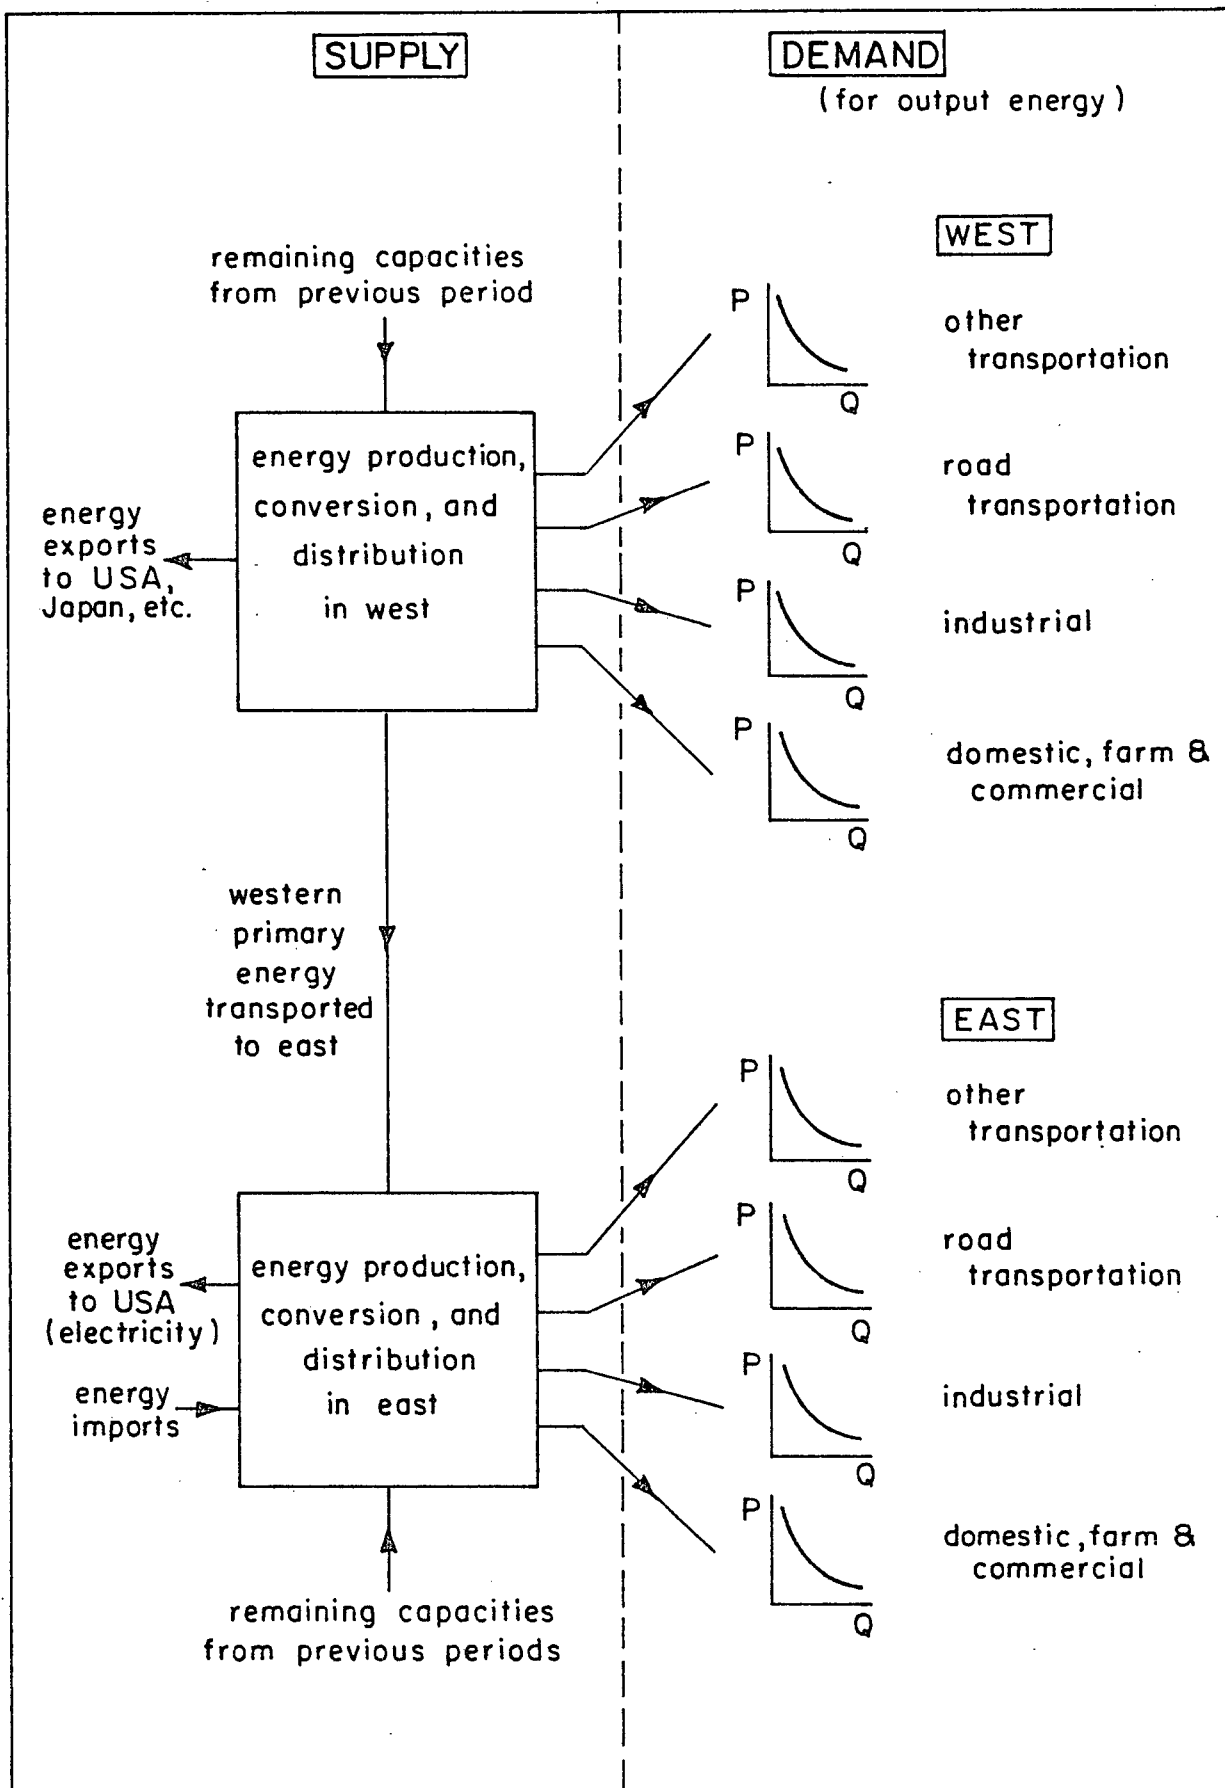 SUPPLY
DEMAND
(for output energy)
WEST
remaining capacities
from previous period
energy production,
conversion, and
distribution
in west
energy
exports
to USA,
Japan, etc.
P
Q
other
transportation
P
Q
road
transportation
P
Q
industrial
P
Q
domestic, farm &
commercial
western
primary
energy
transported
to east
EAST
energy production,
conversion, and
distribution
in east
energy
exports
to USA
(electricity)
energy
imports
remaining capacities
from previous periods
P
Q
other
transportation
P
Q
road
transportation
P
Q
industrial
P
Q
domestic, farm &
commercial